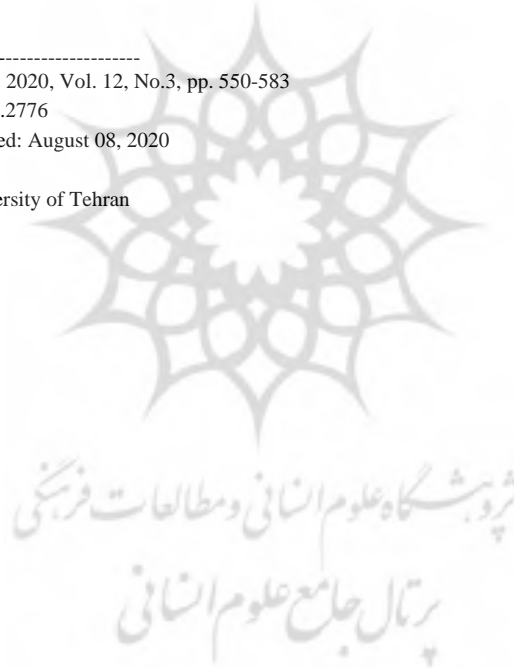 --------------------
2020, Vol. 12, No.3, pp. 550-583
.2776
ed: August 08, 2020
ersity of Tehran
پژوهشگاه علوم انسانی و مطالعات فرهنگی
پرتال جامع علوم انسانی